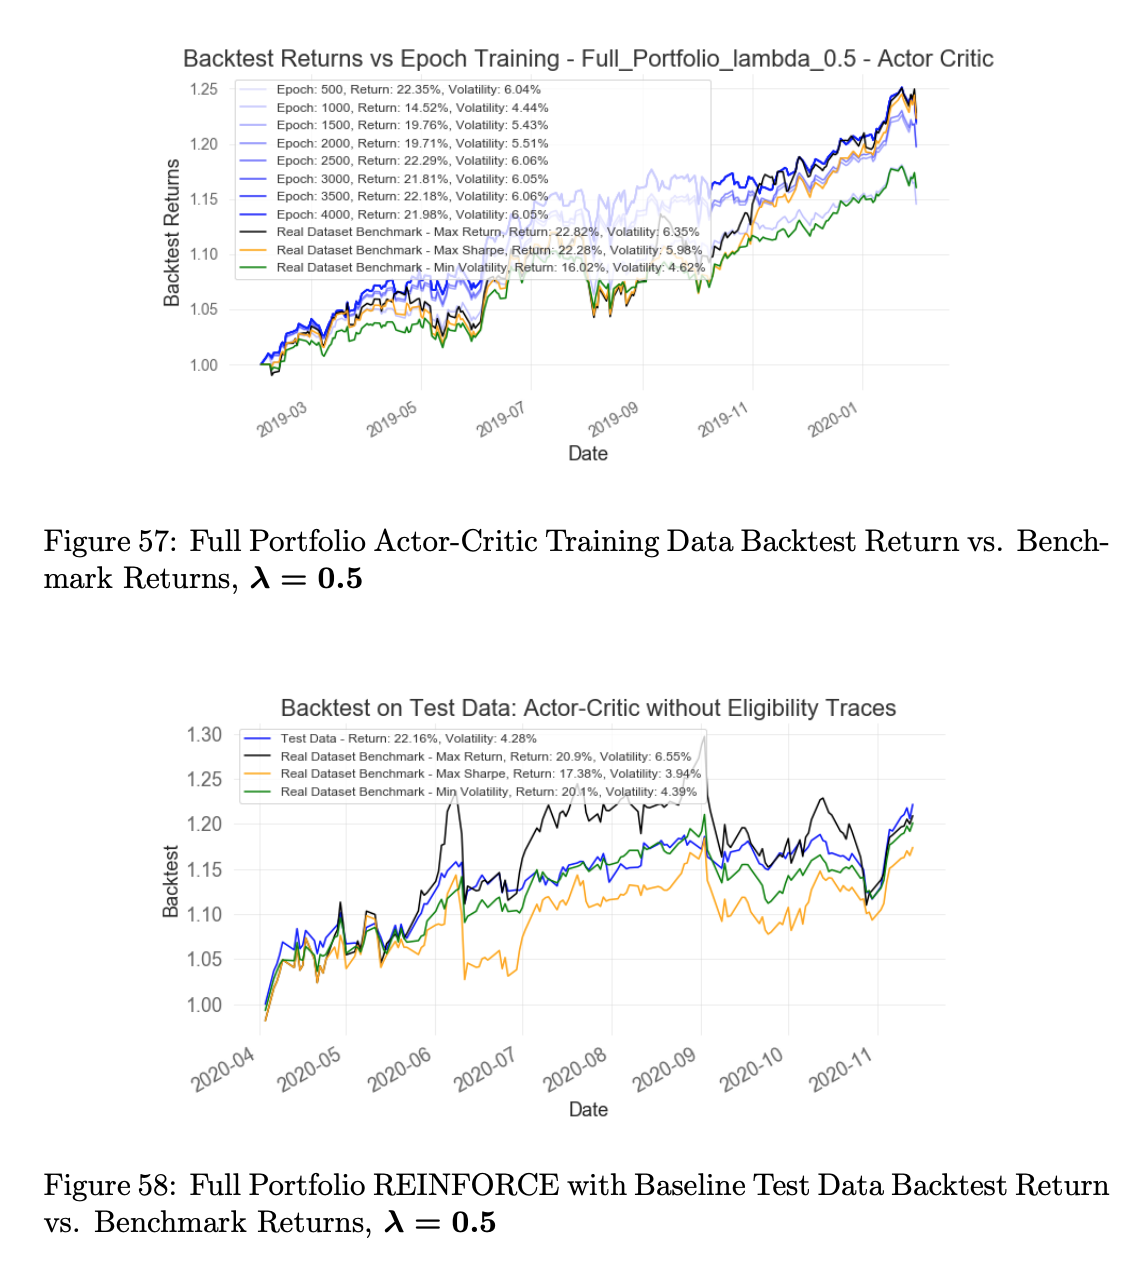 Backtest Returns vs Epoch Training - Full_Portfolio_lambda_0.5 - Actor Critic
Backtest Returns
1.25
1.20
1.15
1.10
1.05
1.00
Epoch: 500, Return: 22.35%, Volatility: 6.04%
Epoch: 1000, Return: 14.52%, Volatility: 4.44%
Epoch: 1500, Return: 19.76%, Volatility: 5.43%
Epoch: 2000, Return: 19.71%, Volatility: 5.51%
Epoch: 2500, Return: 22.29%, Volatility: 6.06%
Epoch: 3000, Return: 21.81%, Volatility: 6.05%
Epoch: 3500, Return: 22.18%, Volatility: 6.06%
Epoch: 4000, Return: 21.98%, Volatility: 6.05%
Real Dataset Benchmark - Max Return, Return: 22.82%, Volatility: 6.35%
Real Dataset Benchmark - Max Sharpe, Return: 22.28%, Volatility: 5.98%
Real Dataset Benchmark - Min Volatility, Return: 16.02%, Volatility: 4.62%
2019-03
2019-05
2019-07
2019-09
2019-11
2020-01
Date
Figure 57: Full Portfolio Actor-Critic Training Data Backtest Return vs. Bench-
mark Returns, λ = 0.5
Backtest on Test Data: Actor-Critic without Eligibility Traces
Backtest
1.30
1.25
1.20
1.15
1.10
1.05
1.00
Test Data - Return: 22.16%, Volatility: 4.28%
Real Dataset Benchmark - Max Return, Return: 20.9%, Volatility: 6.55%
Real Dataset Benchmark - Max Sharpe, Return: 17.38%, Volatility: 3.94%
Real Dataset Benchmark - Min Volatility, Return: 20.1%, Volatility: 4.39%
2020-04
2020-05
2020-06
2020-07
2020-08
2020-09
2020-10
2020-11
Date
Figure 58: Full Portfolio REINFORCE with Baseline Test Data Backtest Return
vs. Benchmark Returns, λ = 0.5